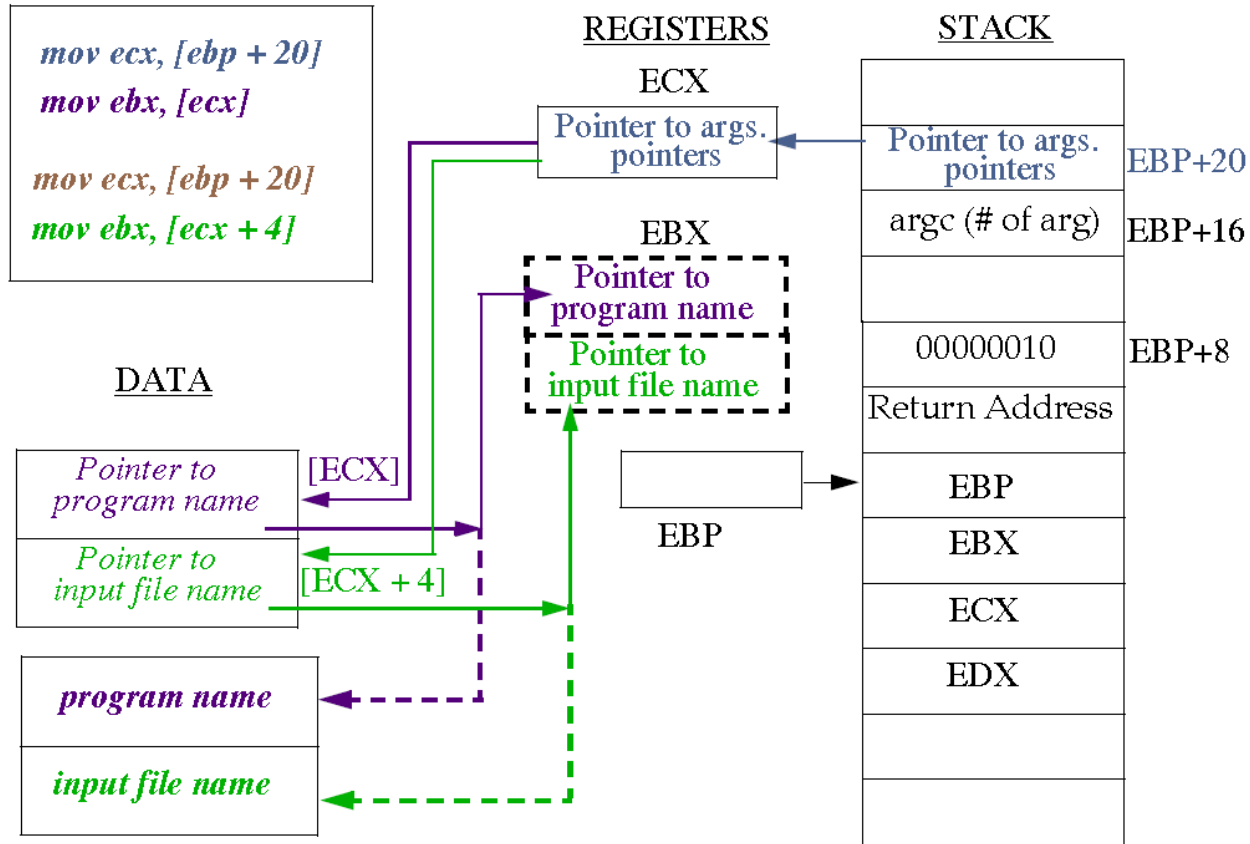 mov ecx, [ebp + 20]
mov ebx, [ecx]
mov ecx, [ebp + 20]
mov ebx, [ecx + 4]
REGISTERS
ECX
Pointer to args.
pointers
EBX
Pointer to
program name
Pointer to
input file name
EBP
STACK
Pointer to args.
pointers
EBP+20
argc (# of arg)
EBP+16
00000010
EBP+8
Return Address
EBP
EBX
ECX
EDX
DATA
Pointer to
program name
[ECX]
Pointer to
input file name
[ECX + 4]
program name
input file name